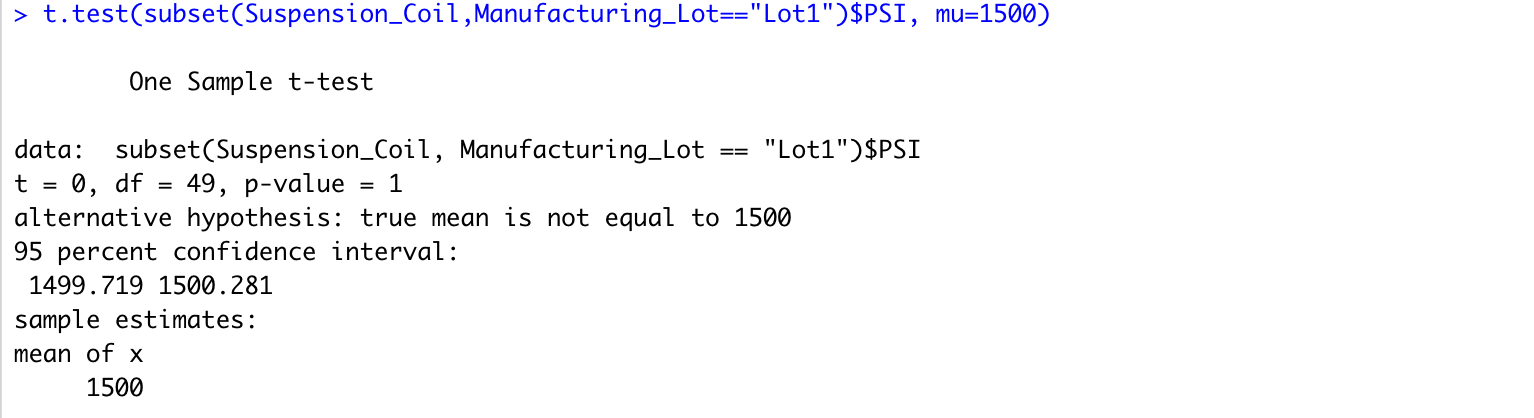 > t.test(subset(Suspension_Coil,Manufacturing_Lot=="Lot1")$PSI, mu=1500)
One Sample t-test
data:  subset(Suspension_Coil, Manufacturing_Lot == "Lot1")$PSI
t = 0, df = 49, p-value = 1
alternative hypothesis: true mean is not equal to 1500
95 percent confidence interval:
1499.719 1500.281
sample estimates:
mean of x
1500